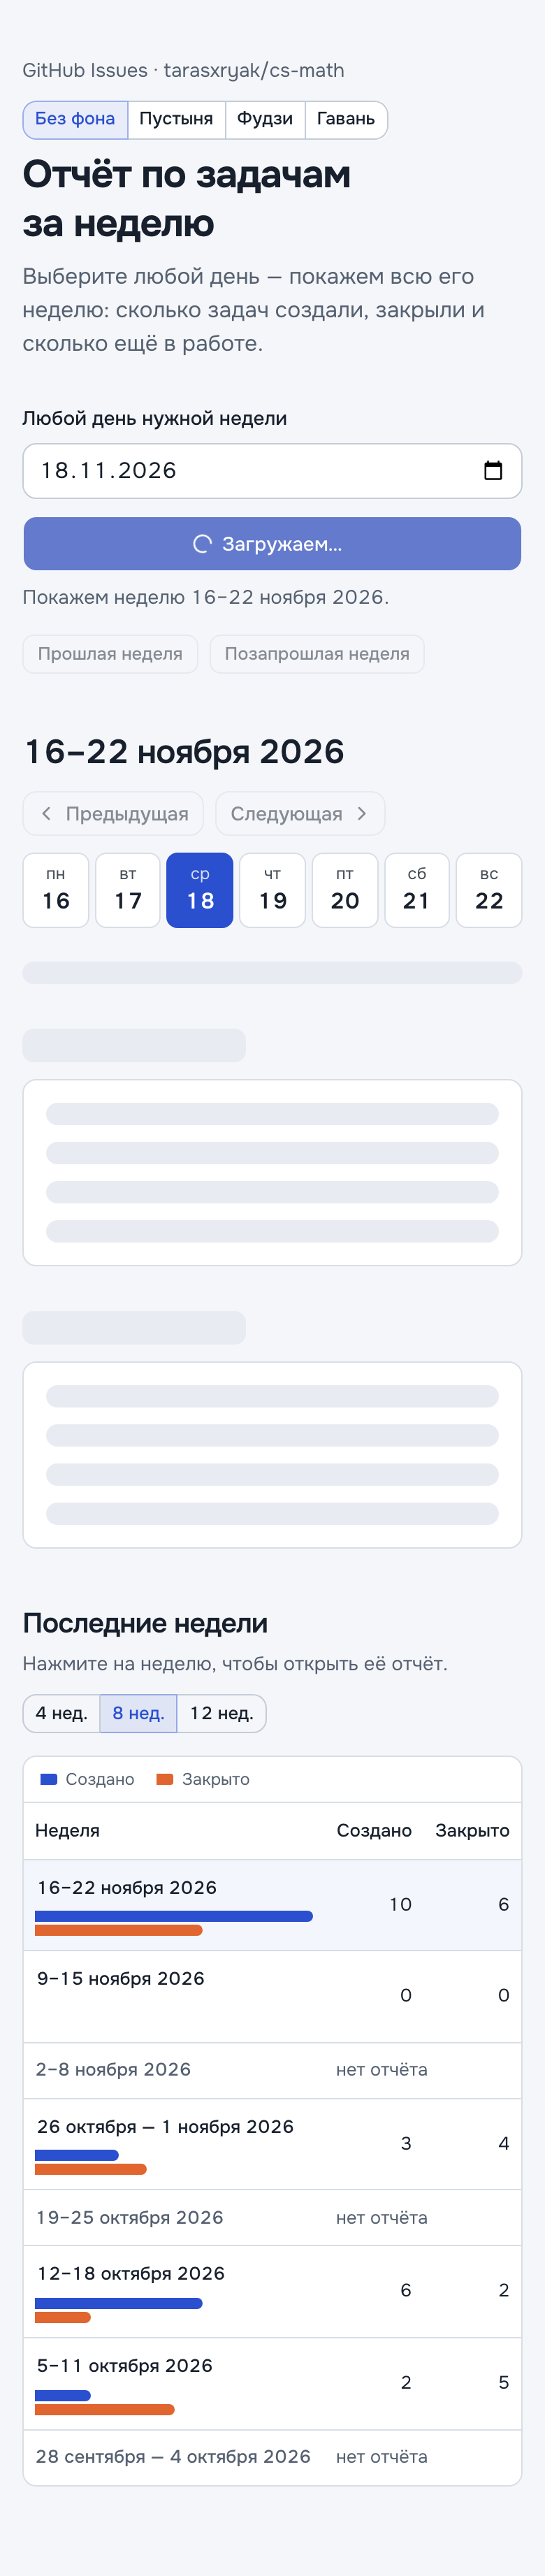 GitHub Issues · tarasxryak/cs-math
Без фона Пустыня Фудзи Гавань
Отчёт по задачам
за неделю
Выберите любой день — покажем всю его
неделю: сколько задач создали, закрыли и
сколько ещё в работе.
Любой день нужной недели
18.11.2026
Загружаем…
Покажем неделю 16–22 ноября 2026.
Прошлая неделя Позапрошлая неделя
16–22 ноября 2026
Предыдущая Следующая
пн вт ср чт пт сб вс
16 17 18 19 20 21 22
Последние недели
Нажмите на неделю, чтобы открыть её отчёт.
4 нед. 8 нед. 12 нед.
Создано Закрыто
Неделя Создано Закрыто
16–22 ноября 2026 10 6
9–15 ноября 2026 0 0
2–8 ноября 2026 нет отчёта
26 октября — 1 ноября 2026 3 4
19–25 октября 2026 нет отчёта
12–18 октября 2026 6 2
5–11 октября 2026 2 5
28 сентября — 4 октября 2026 нет отчёта